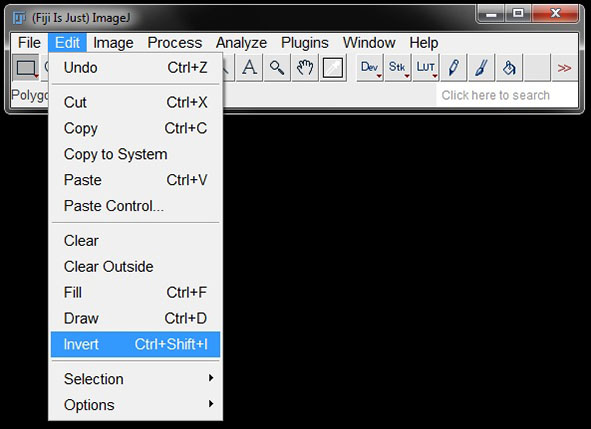 (Fiji Is Just) ImageJ
File Edit Image Process Analyze Plugins Window Help
A Dev Stk LUT >>
Click here to search
Undo Ctrl+Z
Cut Ctrl+X
Copy Ctrl+C
Copy to System
Paste Ctrl+V
Paste Control...
Clear
Clear Outside
Fill Ctrl+F
Draw Ctrl+D
Invert Ctrl+Shift+I
Selection
Options